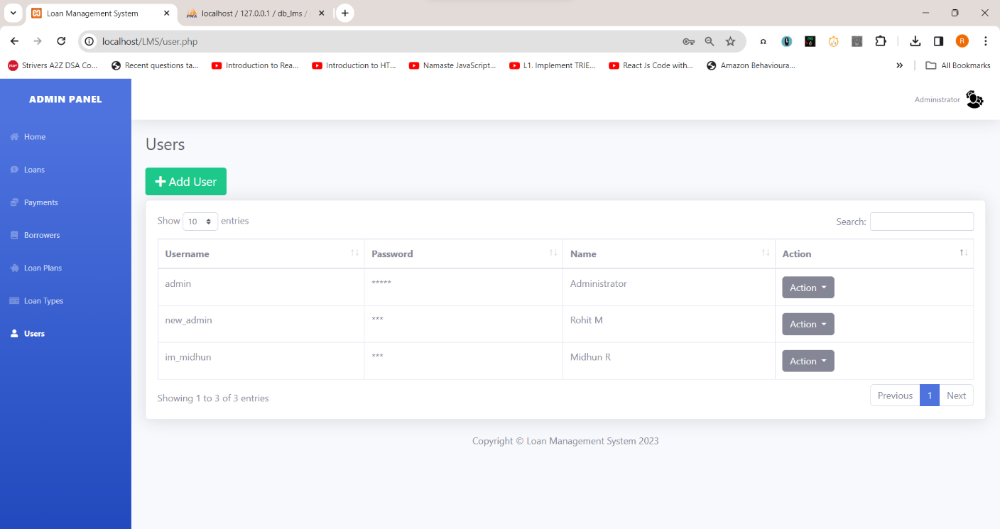 Loan Management System
localhost / 127.0.0.1 / db_lms /
localhost/LMS/user.php
R
Strivers A2Z DSA Co...
Recent questions ta...
Introduction to Rea...
Introduction to HT...
Namaste JavaScript...
L1. Implement TRIE...
React Js Code with...
Amazon Behavioura...
All Bookmarks
ADMIN PANEL
Administrator
Home
Loans
Payments
Borrowers
Loan Plans
Loan Types
Users
Users
Add User
Show 10 entries
Search:
Username Password Name Action
admin ***** Administrator Action
new_admin *** Rohit M Action
im_midhun *** Midhun R Action
Showing 1 to 3 of 3 entries
Previous 1 Next
Copyright © Loan Management System 2023